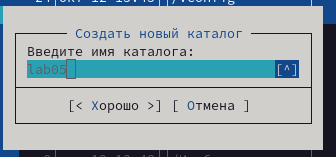 Создать новый каталог
Введите имя каталога:
lab05 [^]
[< Хорошо >] [ Отмена ]